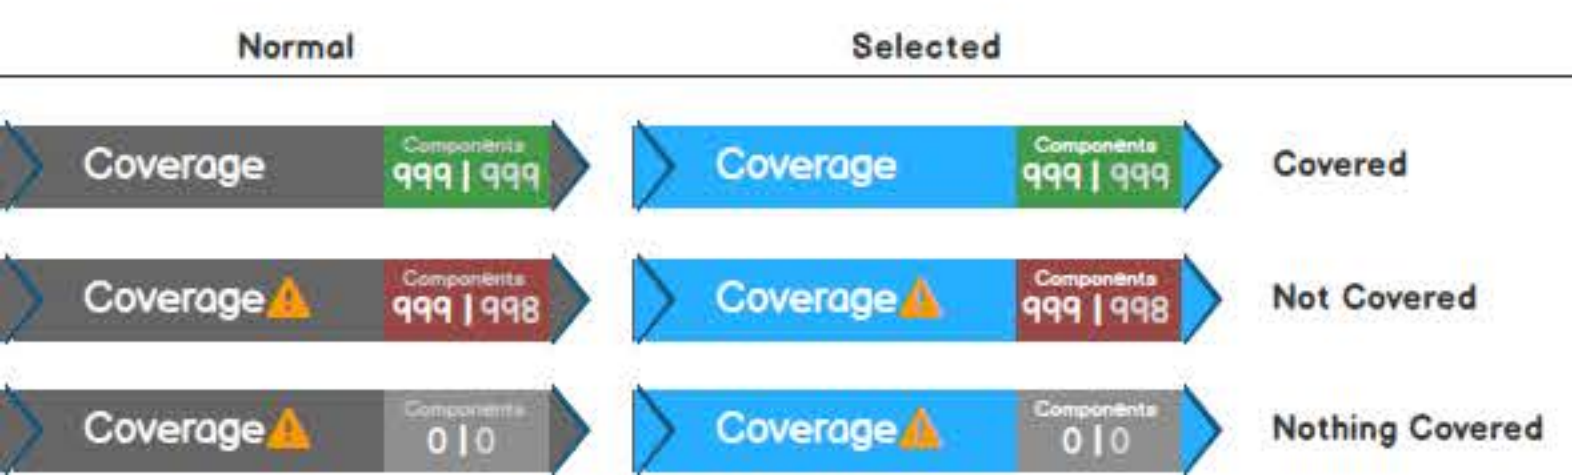 Normal Selected
Components Components
Coverage 999 | 999 Coverage 999 | 999 Covered
Components Components
Coverage 999 | 998 Coverage 999 | 998 Not Covered
Components Components
Coverage 0 | 0 Coverage 0 | 0 Nothing Covered